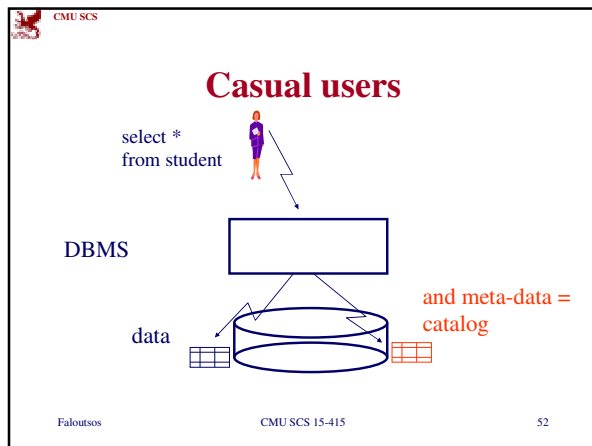 CMU SCS
Casual users
select *
from student
DBMS
and meta-data =
catalog
data
Faloutsos
CMU SCS 15-415
52